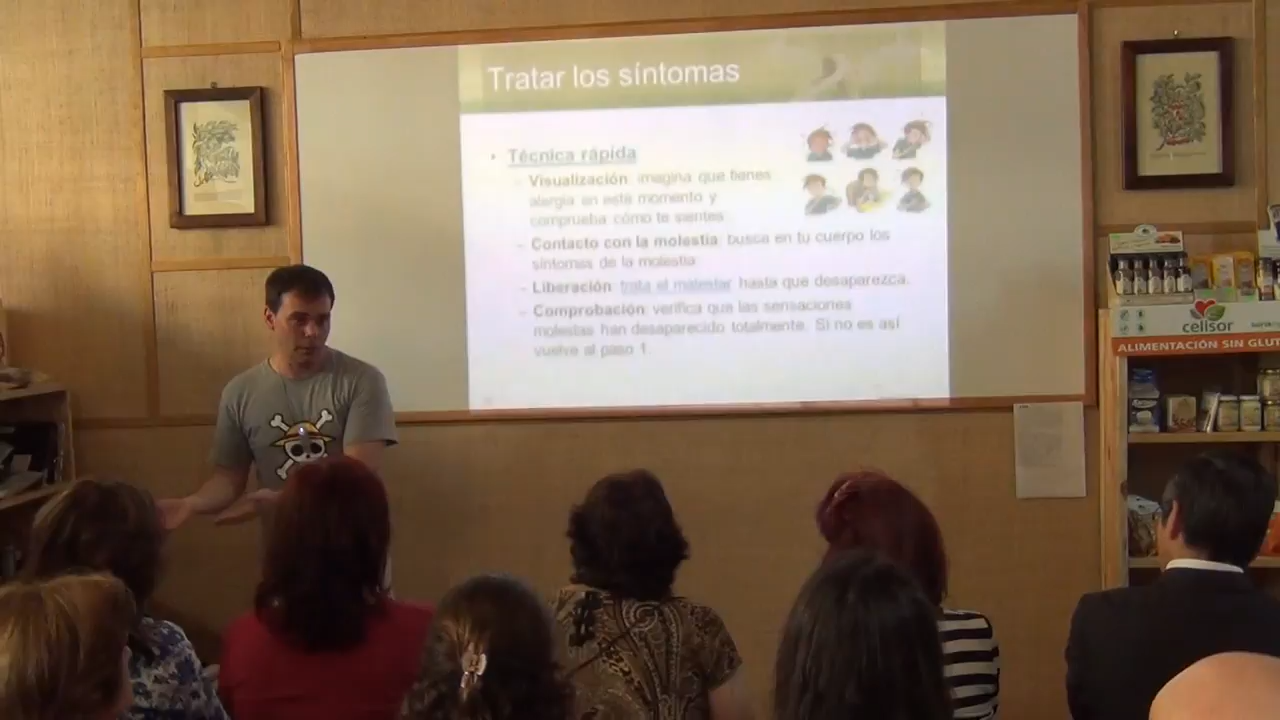 Tratar los síntomas
• Técnica rápida
– Visualización: imagina que tienes
alergia en este momento y
comprueba cómo te sientes.
– Contacto con la molestia: busca en tu cuerpo los
síntomas de la molestia
– Liberación: trata el malestar hasta que desaparezca.
– Comprobación: verifica que las sensaciones
molestas han desaparecido totalmente. Si no es así
vuelve al paso 1.
celisor
ALIMENTACIÓN SIN GLUT